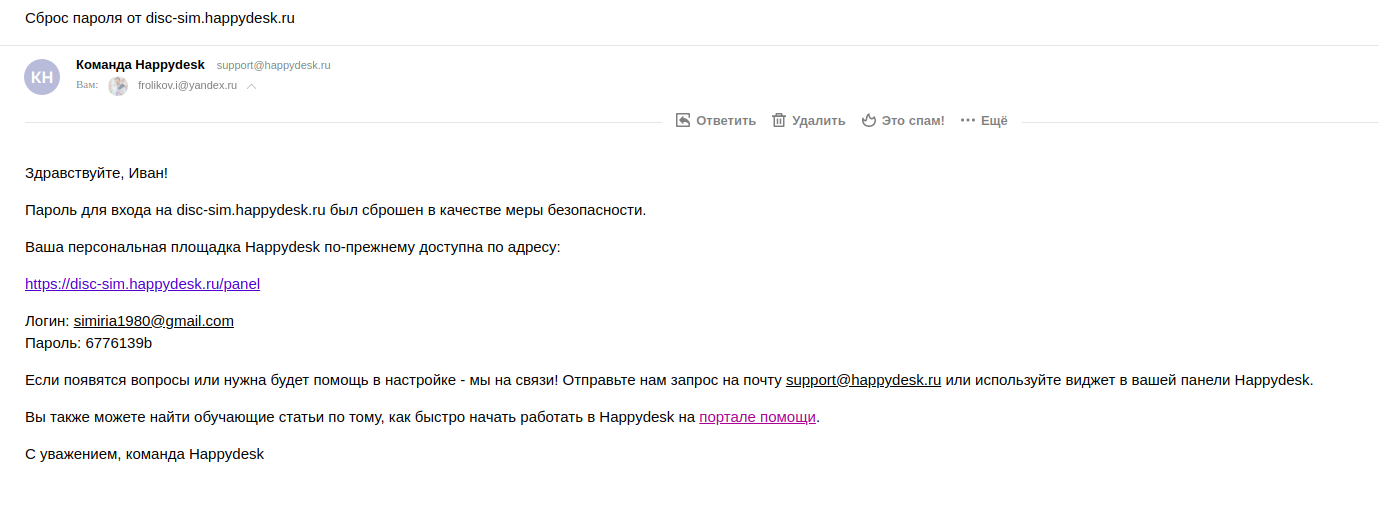 Сброс пароля от disc-sim.happydesk.ru
КН
Команда Happydesk support@happydesk.ru
Вам: frolikov.i@yandex.ru
Ответить Удалить Это спам! Ещё
Здравствуйте, Иван!
Пароль для входа на disc-sim.happydesk.ru был сброшен в качестве меры безопасности.
Ваша персональная площадка Happydesk по-прежнему доступна по адресу:
https://disc-sim.happydesk.ru/panel
Логин: simiria1980@gmail.com
Пароль: 6776139b
Если появятся вопросы или нужна будет помощь в настройке - мы на связи! Отправьте нам запрос на почту support@happydesk.ru или используйте виджет в вашей панели Happydesk.
Вы также можете найти обучающие статьи по тому, как быстро начать работать в Happydesk на портале помощи.
С уважением, команда Happydesk